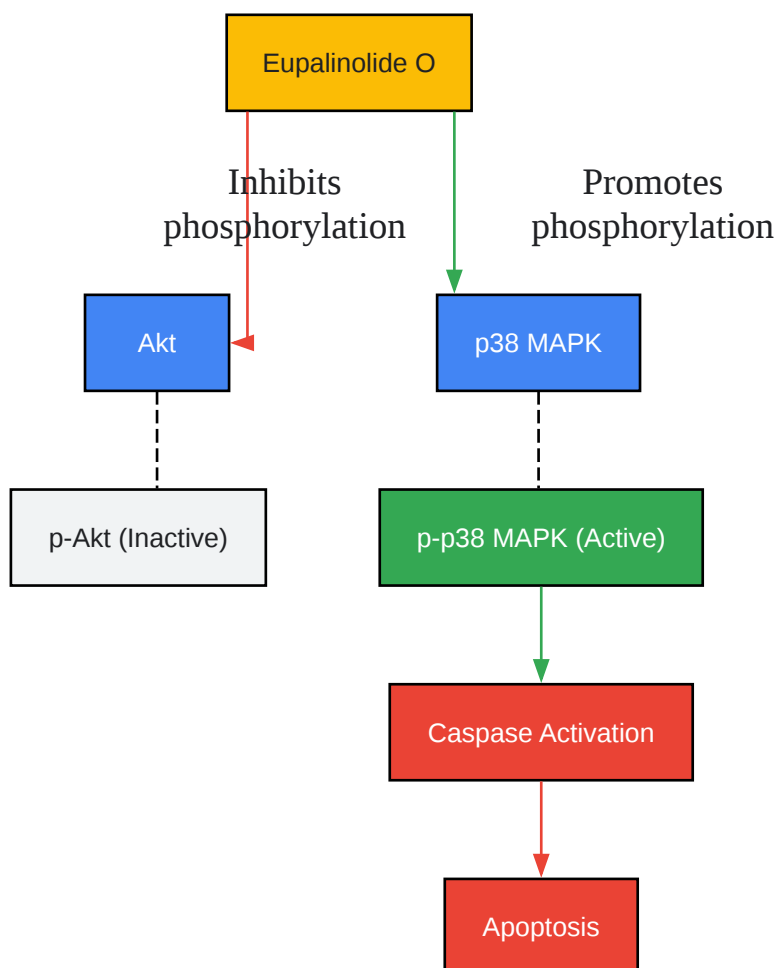 Eupalinolide O
Inhibits
phosphorylation
Promotes
phosphorylation
Akt
p38 MAPK
p-Akt (Inactive)
p-p38 MAPK (Active)
Caspase Activation
Apoptosis